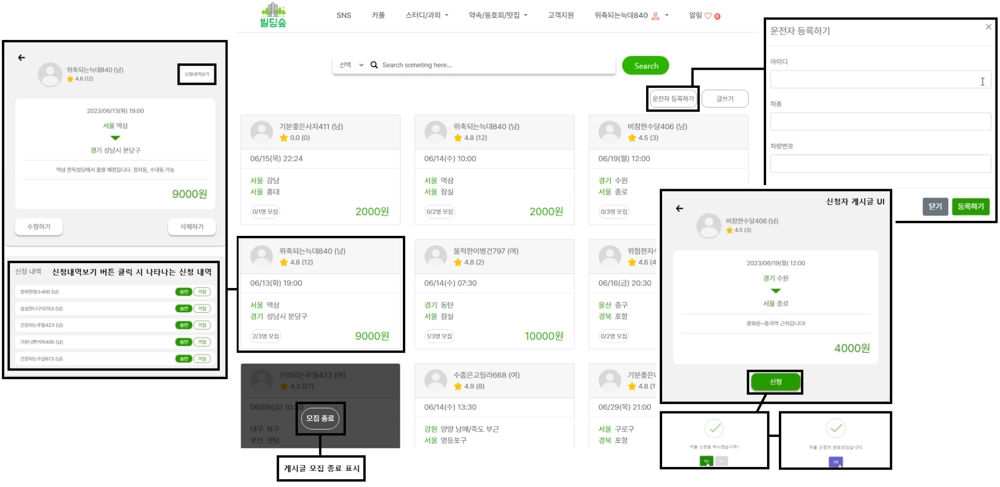 빌딩숲
SNS 카풀 스터디/과외 약속/동호회/맛집 고객지원 위축되는늑대840 알림 0
선택 Search someting here...
Search
운전자 등록하기 글쓰기
위축되는늑대840 (남)
4.8 (12)
신청내역보기
2023/06/13(화) 19:00
서울 역삼
경기 성남시 분당구
역삼 한독빌딩에서 출발 예정입니다. 정자동, 수내동 가능
9000원
수정하기 삭제하기
신청 내역 신청내역보기 버튼 클릭 시 나타나는 신청 내역
창피한염소400 (남) 승인 거절
심심한너구리753 (남) 승인 거절
긴장되는푸들423 (남) 승인 거절
기분나쁜커피400 (남) 승인 거절
긴장되는수달673 (남) 승인 거절
기분좋은사자411 (남)
0.0 (0)
06/15(목) 22:24
서울 강남
서울 홍대
0/1명 모집 2000원
위축되는늑대840 (남)
4.8 (12)
06/14(수) 10:00
서울 역삼
서울 잠실
0/2명 모집 2000원
비참한수달406 (남)
4.5 (3)
06/19(월) 12:00
경기 수원
서울 종로
0/3명 모집
위축되는늑대840 (남)
4.8 (12)
06/13(화) 19:00
서울 역삼
경기 성남시 분당구
2/3명 모집 9000원
울적한이병건797 (여)
4.8 (2)
06/14(수) 07:30
경기 동탄
서울 잠실
1/3명 모집 10000원
위험한자
4.6 (4
06/16(금) 20:30
울산 중구
경북 포항
0/2명 모집
긴장되는푸들423 (여)
4.3 (27)
06/09(금) 10:30
모집 종료
대구 북구
부산 센텀
게시글 모집 종료 표시
수줍은고릴라668 (여)
4.9 (8)
06/14(수) 13:30
강원 양양 남애/죽도 부근
서울 영등포구
기분좋은
4.8 (1
06/29(목) 21:00
서울 구로구
경북 포항
운전자 등록하기
아이디
차종
차량번호
닫기 등록하기
신청자 게시글 UI
비참한수달406 (남)
4.5 (3)
2023/06/19(월) 12:00
경기 수원
서울 종로
광화문~종각역 근처갑니다!
4000원
신청
카풀 신청을 하시겠습니까?
Yes No
카풀 신청이 완료되었습니다.
OK